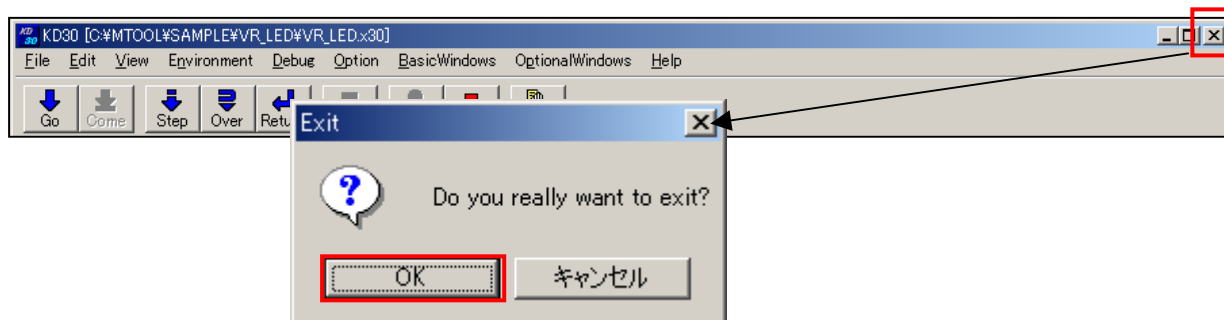 KD30 [C:¥MTOOL¥SAMPLE¥VR_LED¥VR_LED.x30]
File Edit View Environment Debug Option BasicWindows OptionalWindows Help
Go Come Step Over Retu
Exit
Do you really want to exit?
OK キャンセル